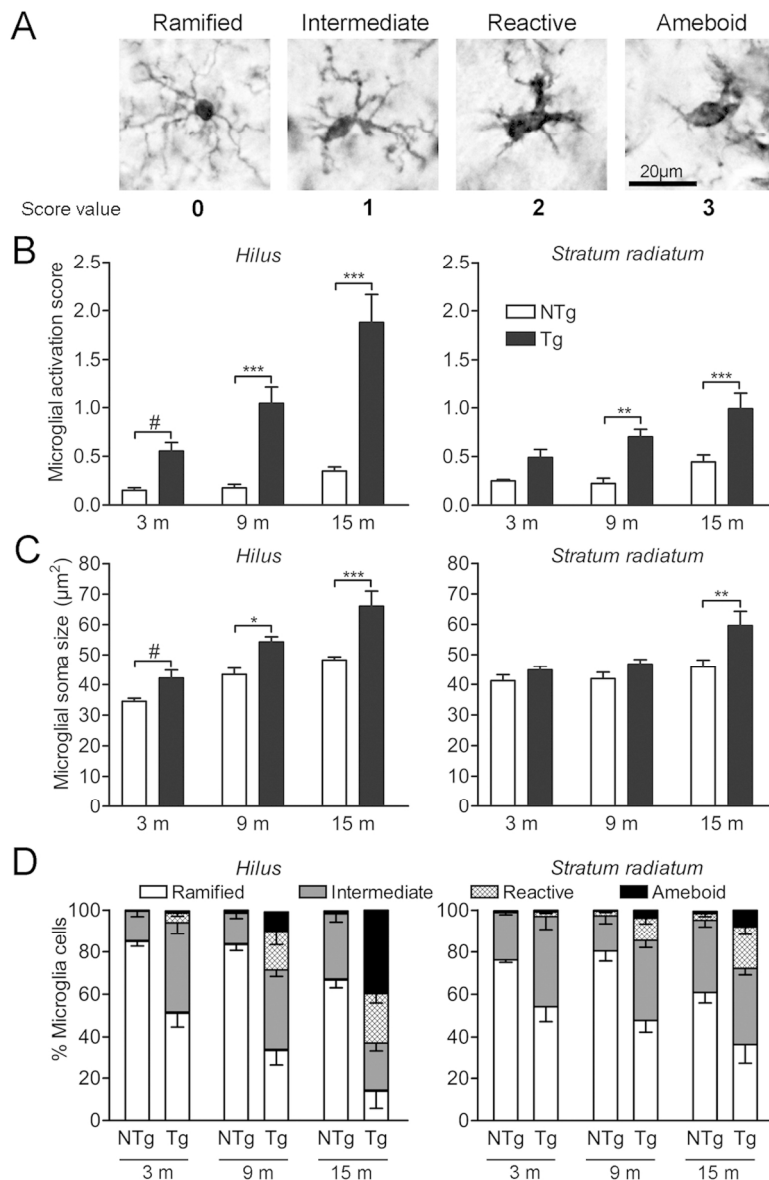 A
Ramified Intermediate Reactive Ameboid
20µm
Score value 0 1 2 3
B
Hilus
Microglial activation score
2.5
2.0
1.5
1.0
0.5
0.0
#
***
***
3 m 9 m 15 m
Stratum radiatum
2.5
2.0
1.5
1.0
0.5
0.0
NTg
Tg
**
***
3 m 9 m 15 m
C
Hilus
Microglial soma size (µm²)
80
70
60
50
40
30
20
10
0
#
*
***
3 m 9 m 15 m
Stratum radiatum
80
70
60
50
40
30
20
10
0
**
3 m 9 m 15 m
D
Hilus Stratum radiatum
Ramified Intermediate Reactive Ameboid
% Microglia cells
100
80
60
40
20
0
NTg Tg NTg Tg NTg Tg
3 m 9 m 15 m
100
80
60
40
20
0
NTg Tg NTg Tg NTg Tg
3 m 9 m 15 m